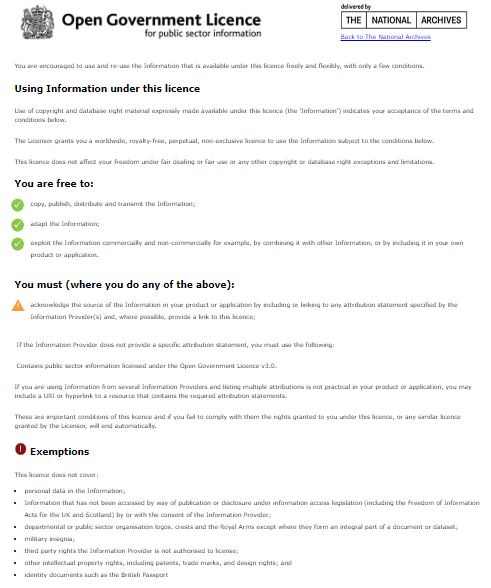 Open Government Licence
for public sector information
delivered by
THE NATIONAL ARCHIVES
Back to The National Archives
You are encouraged to use and re-use the Information that is available under this licence freely and flexibly, with only a few conditions.
Using Information under this licence
Use of copyright and database right material expressly made available under this licence (the 'Information') indicates your acceptance of the terms and
conditions below.
The Licensor grants you a worldwide, royalty-free, perpetual, non-exclusive licence to use the Information subject to the conditions below.
This licence does not affect your freedom under fair dealing or fair use or any other copyright or database right exceptions and limitations.
You are free to:
copy, publish, distribute and transmit the Information;
adapt the Information;
exploit the Information commercially and non-commercially for example, by combining it with other Information, or by including it in your own
product or application.
You must (where you do any of the above):
acknowledge the source of the Information in your product or application by including or linking to any attribution statement specified by the
Information Provider(s) and, where possible, provide a link to this licence;
If the Information Provider does not provide a specific attribution statement, you must use the following:
Contains public sector information licensed under the Open Government Licence v3.0.
If you are using Information from several Information Providers and listing multiple attributions is not practical in your product or application, you may
include a URI or hyperlink to a resource that contains the required attribution statements.
These are important conditions of this licence and if you fail to comply with them the rights granted to you under this licence, or any similar licence
granted by the Licensor, will end automatically.
Exemptions
This licence does not cover:
personal data in the Information;
Information that has not been accessed by way of publication or disclosure under information access legislation (including the Freedom of Information
Acts for the UK and Scotland) by or with the consent of the Information Provider;
departmental or public sector organisation logos, crests and the Royal Arms except where they form an integral part of a document or dataset;
military insignia;
third party rights the Information Provider is not authorised to license;
other intellectual property rights, including patents, trade marks, and design rights; and
identity documents such as the British Passport